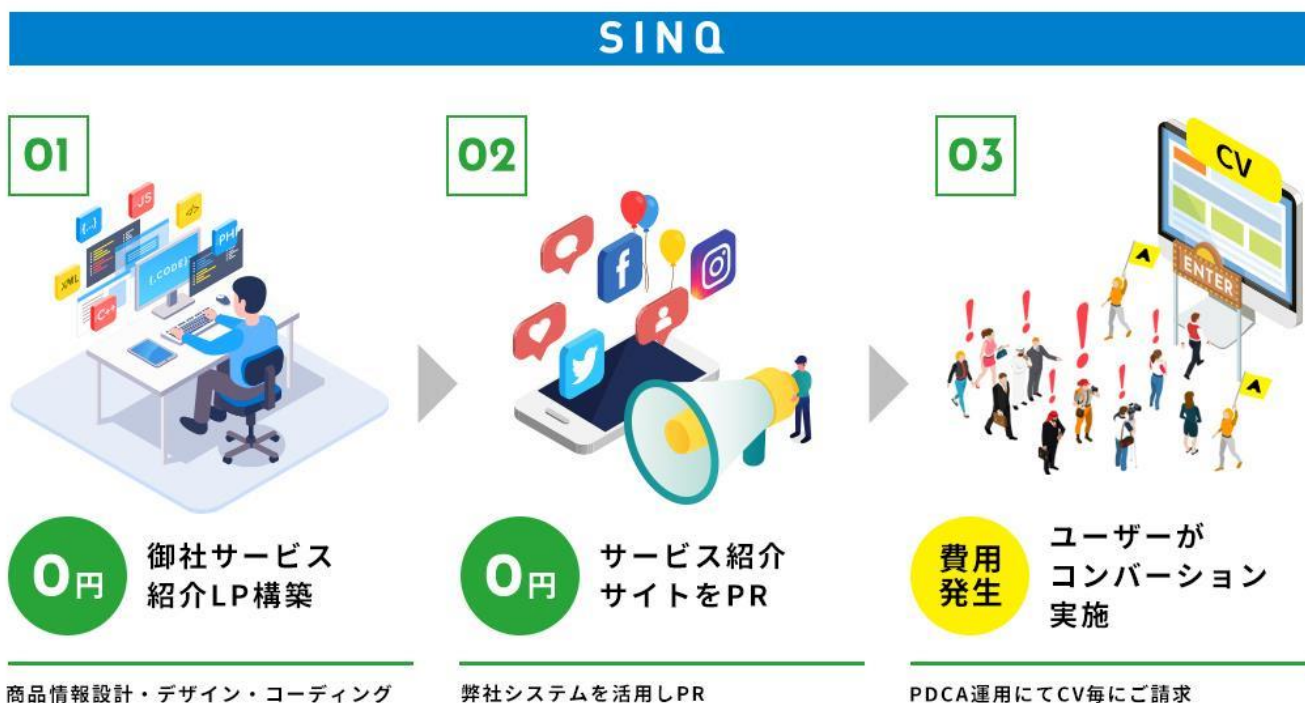 SINQ
01
{...}
JS
</>
XML
C++
{.CODE}
PHP
0円
御社サービス
紹介LP構築
商品情報設計・デザイン・コーディング
02
0円
サービス紹介
サイトをPR
弊社システムを活用しPR
03
CV
ENTER
A
A
費用
発生
ユーザーが
コンバーション
実施
PDCA運用にてCV毎にご請求